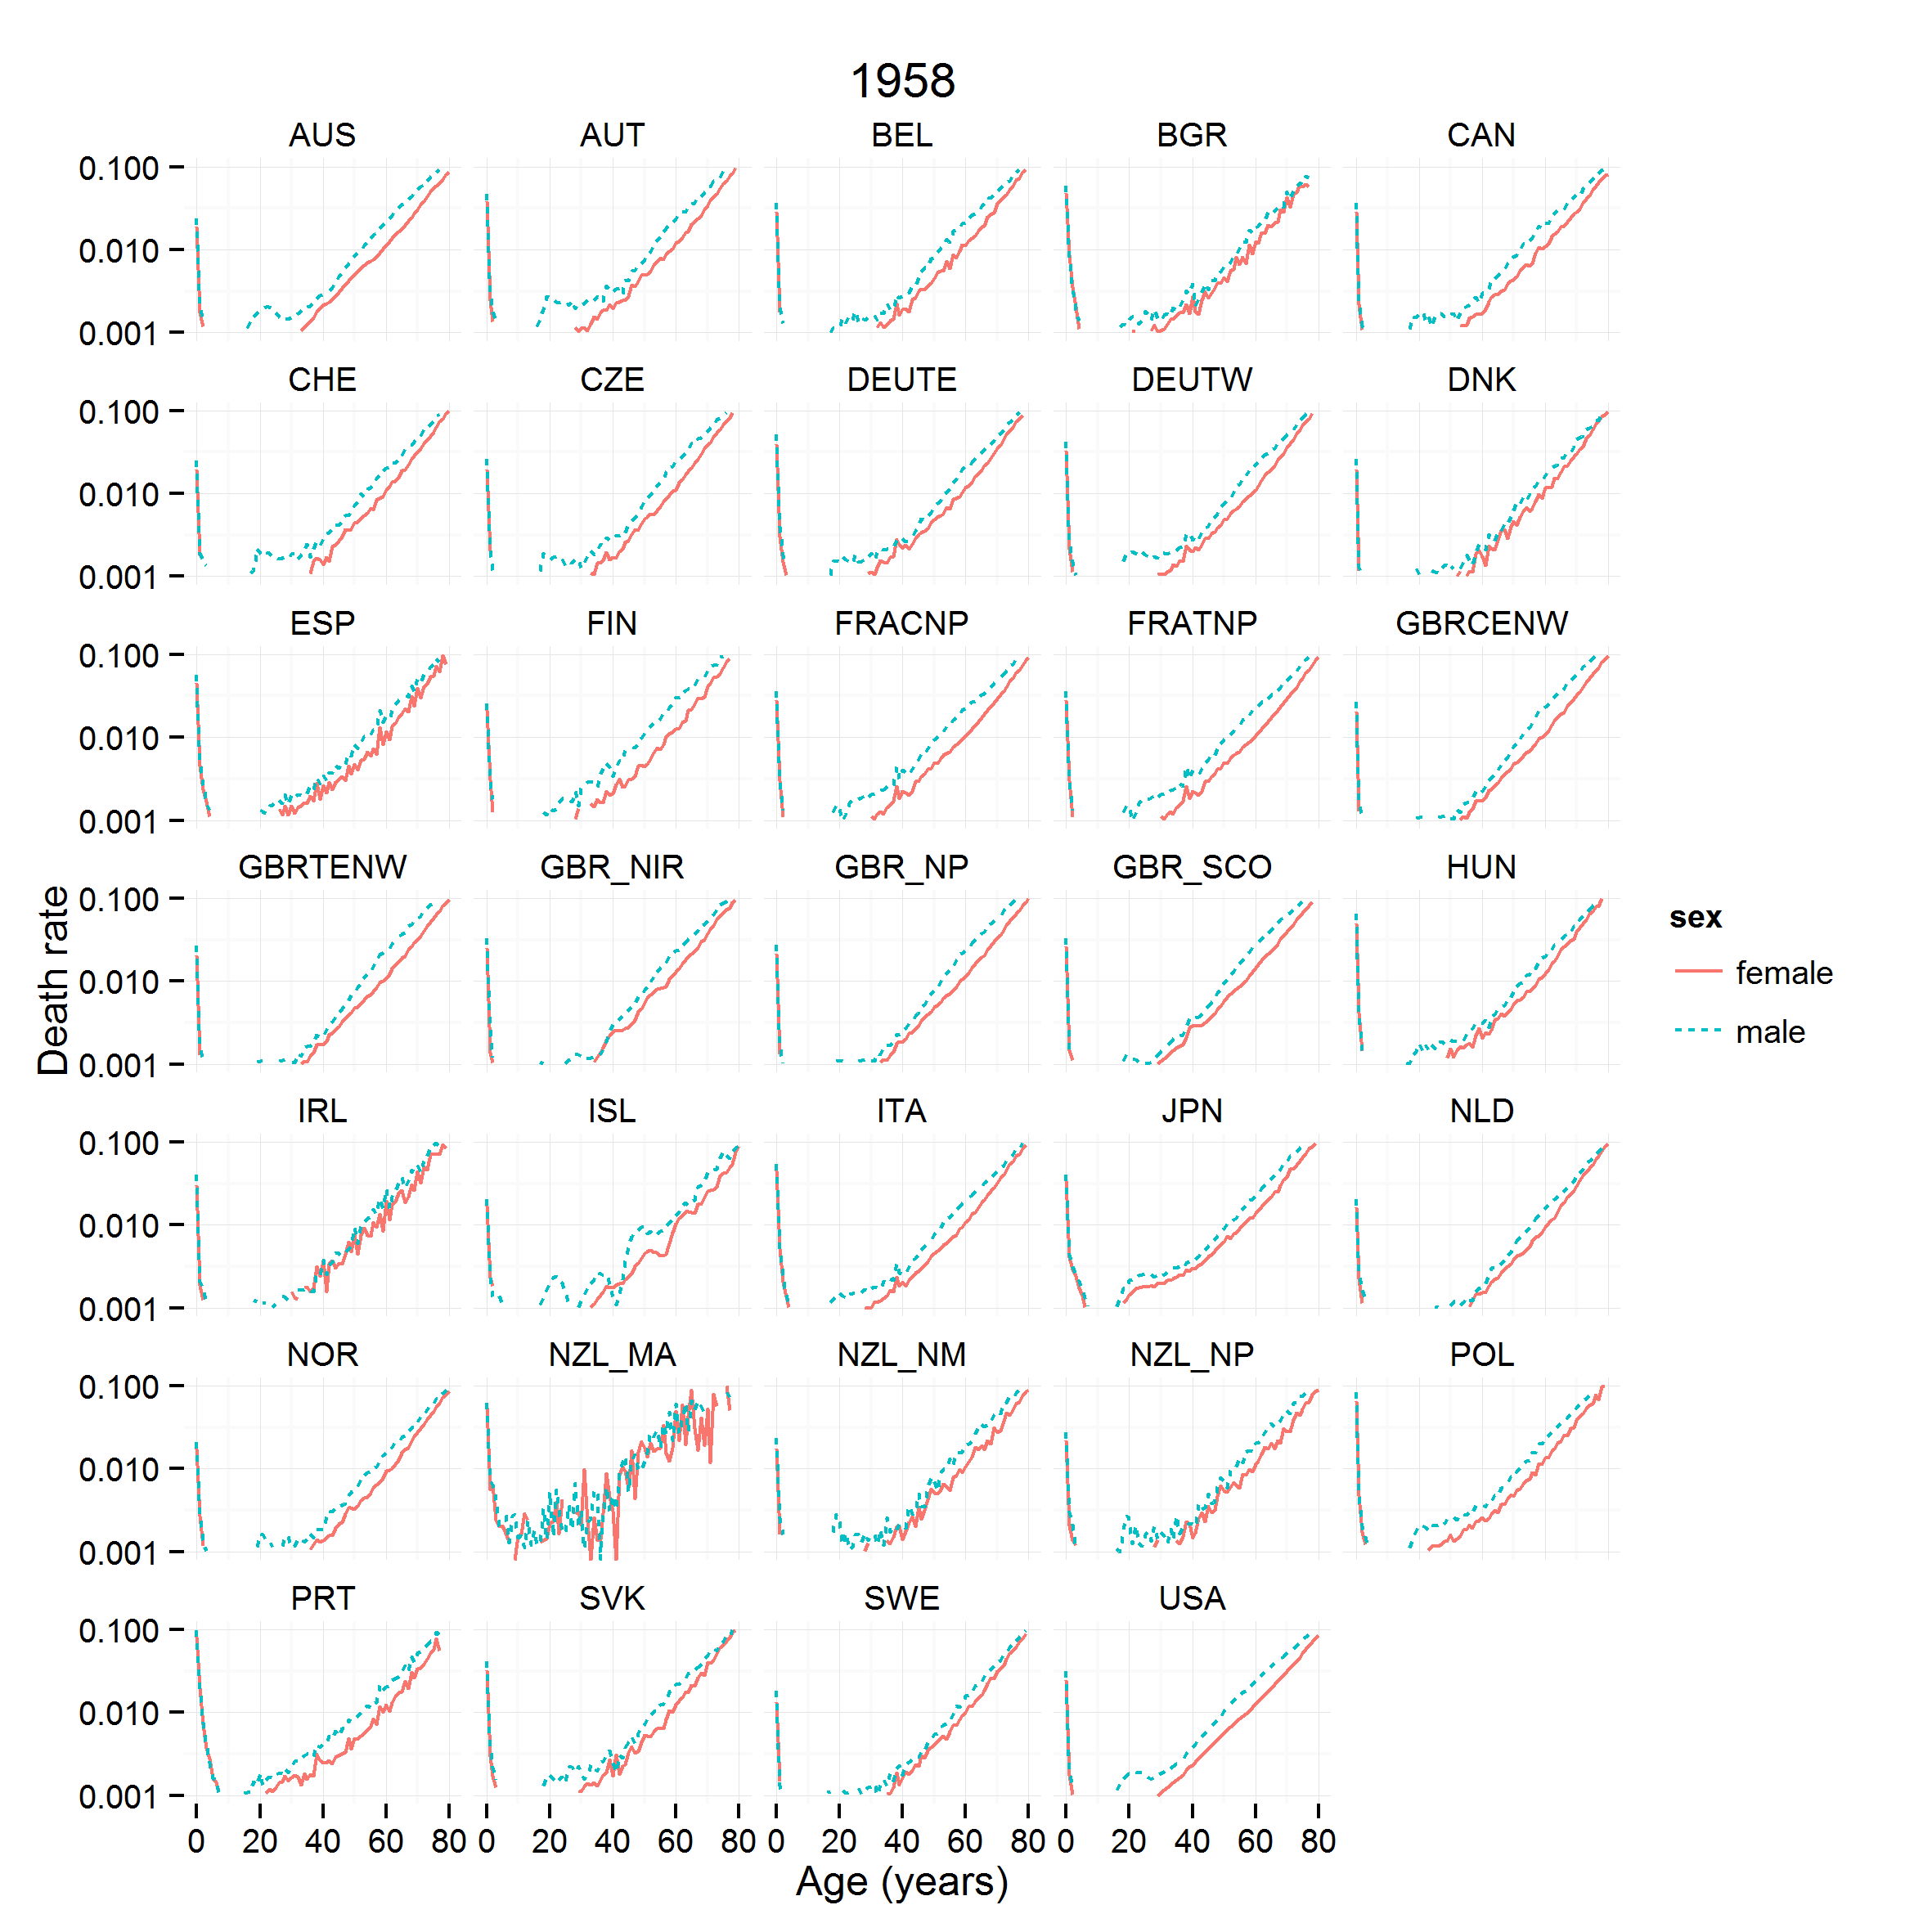 1958
AUS AUT BEL BGR CAN
0.100
0.010
0.001
CHE CZE DEUTE DEUTW DNK
0.100
0.010
0.001
ESP FIN FRACNP FRATNP GBRCENW
0.100
0.010
0.001
GBRTENW GBR_NIR GBR_NP GBR_SCO HUN
0.100
0.010
0.001
IRL ISL ITA JPN NLD
0.100
0.010
0.001
NOR NZL_MA NZL_NM NZL_NP POL
0.100
0.010
0.001
PRT SVK SWE USA
0.100
0.010
0.001
0 20 40 60 80 0 20 40 60 80 0 20 40 60 80 0 20 40 60 80
Age (years)
Death rate
sex
female
male